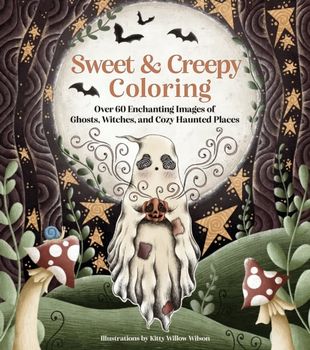 Sweet & Creepy
Coloring
Over 60 Enchanting Images of
Ghosts, Witches, and Cozy Haunted Places
Illustrations by Kitty Willow Wilson